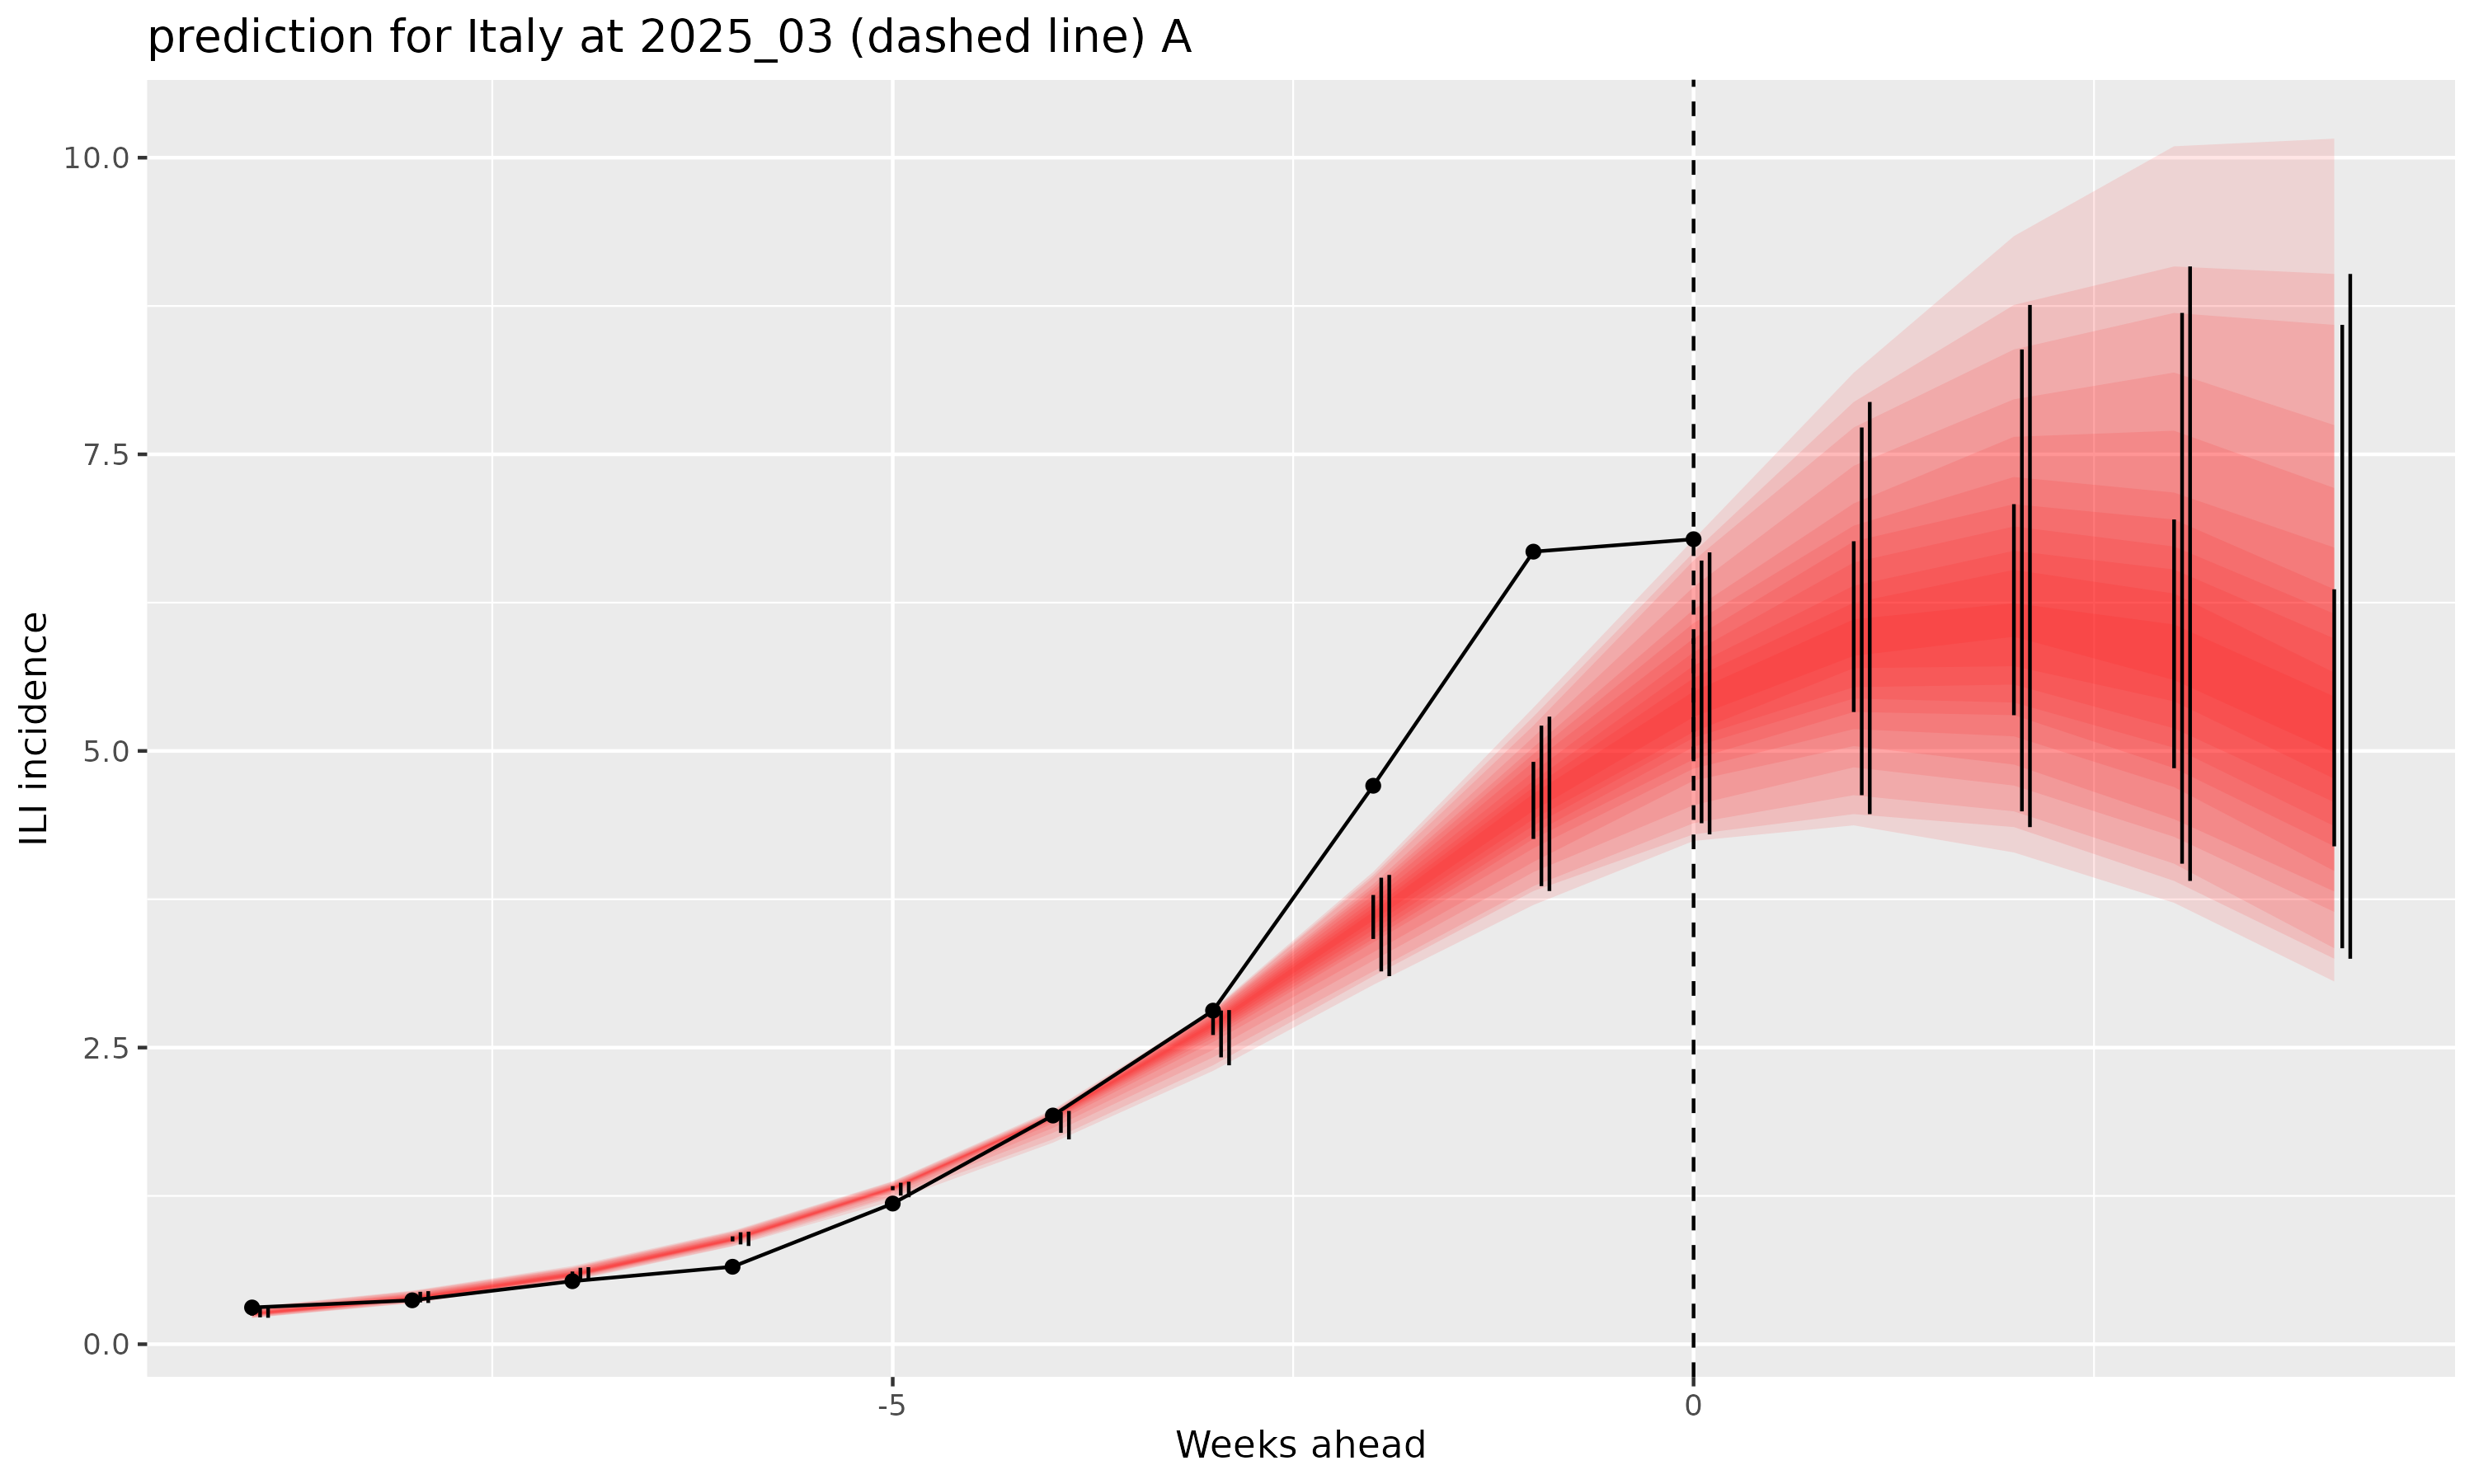 prediction for Italy at 2025_03 (dashed line) A
ILI incidence
10.0
7.5
5.0
2.5
0.0
-5
0
Weeks ahead